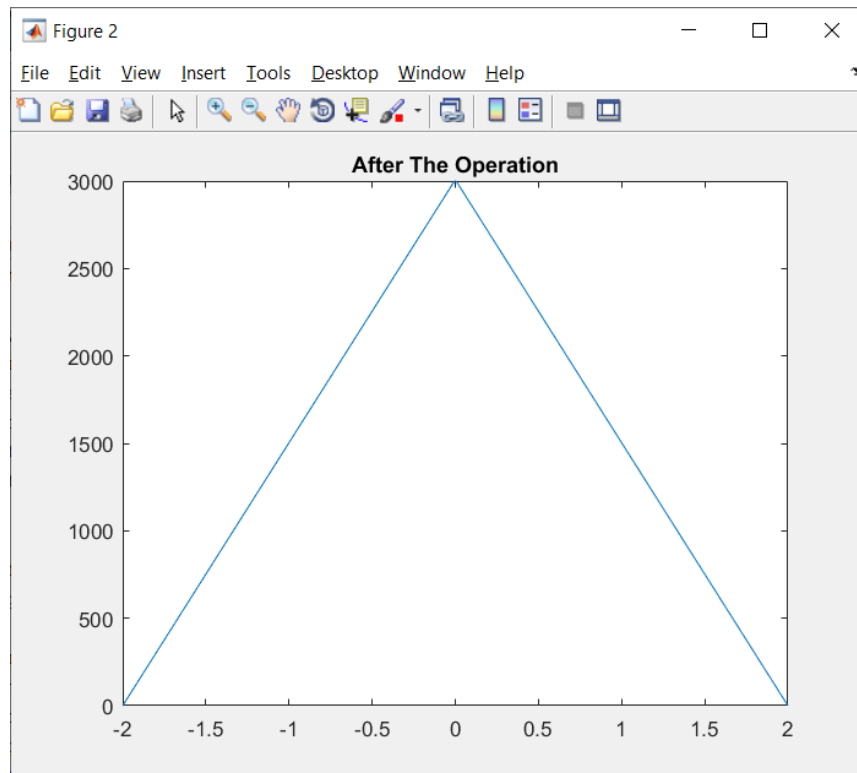 Figure 2
File Edit View Insert Tools Desktop Window Help
After The Operation
3000
2500
2000
1500
1000
500
0
-2 -1.5 -1 -0.5 0 0.5 1 1.5 2